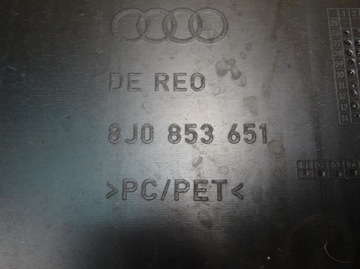 DE REO
8J0 853 651
>PC/PET<